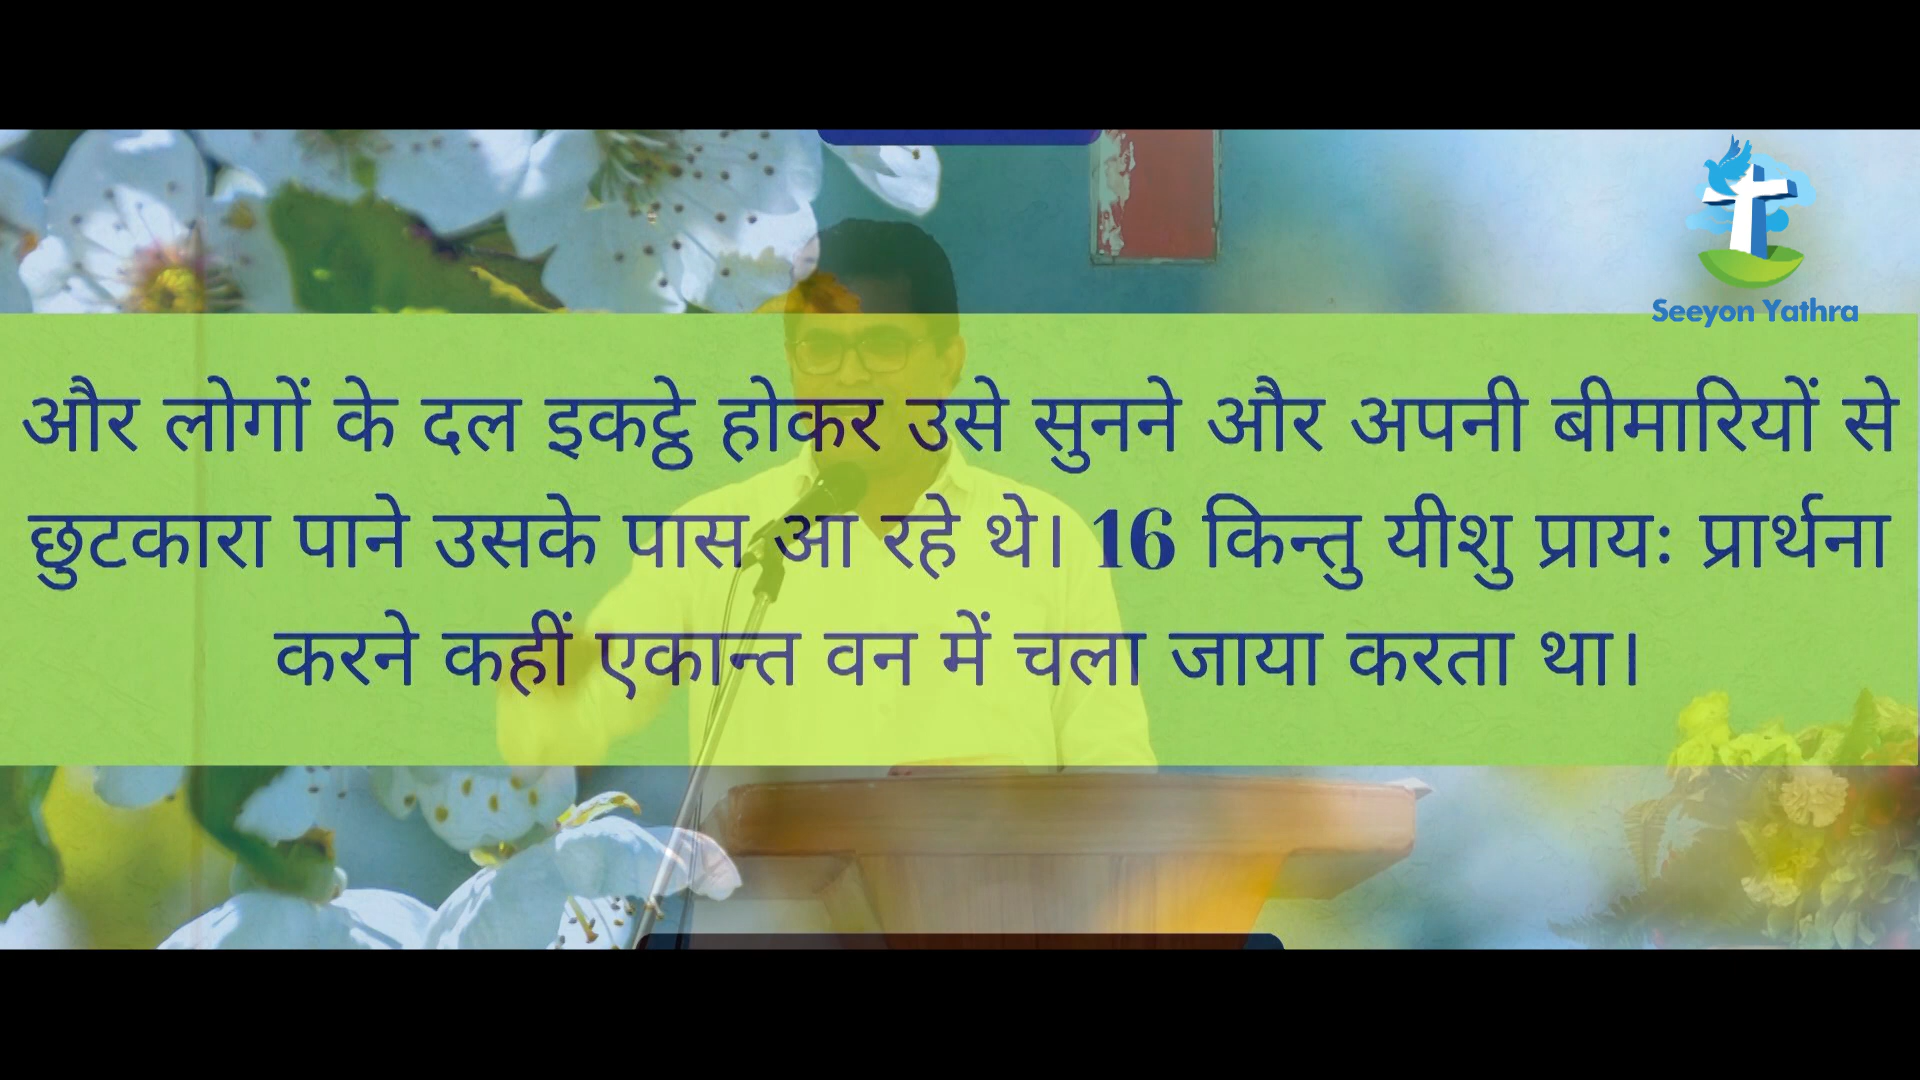 Seeyon Yathra
और लोगों के दल इकट्ठे होकर उसे सुनने और अपनी बीमारियों से
छुटकारा पाने उसके पास आ रहे थे। 16 किन्तु यीशु प्रायः प्रार्थना
करने कहीं एकान्त वन में चला जाया करता था।